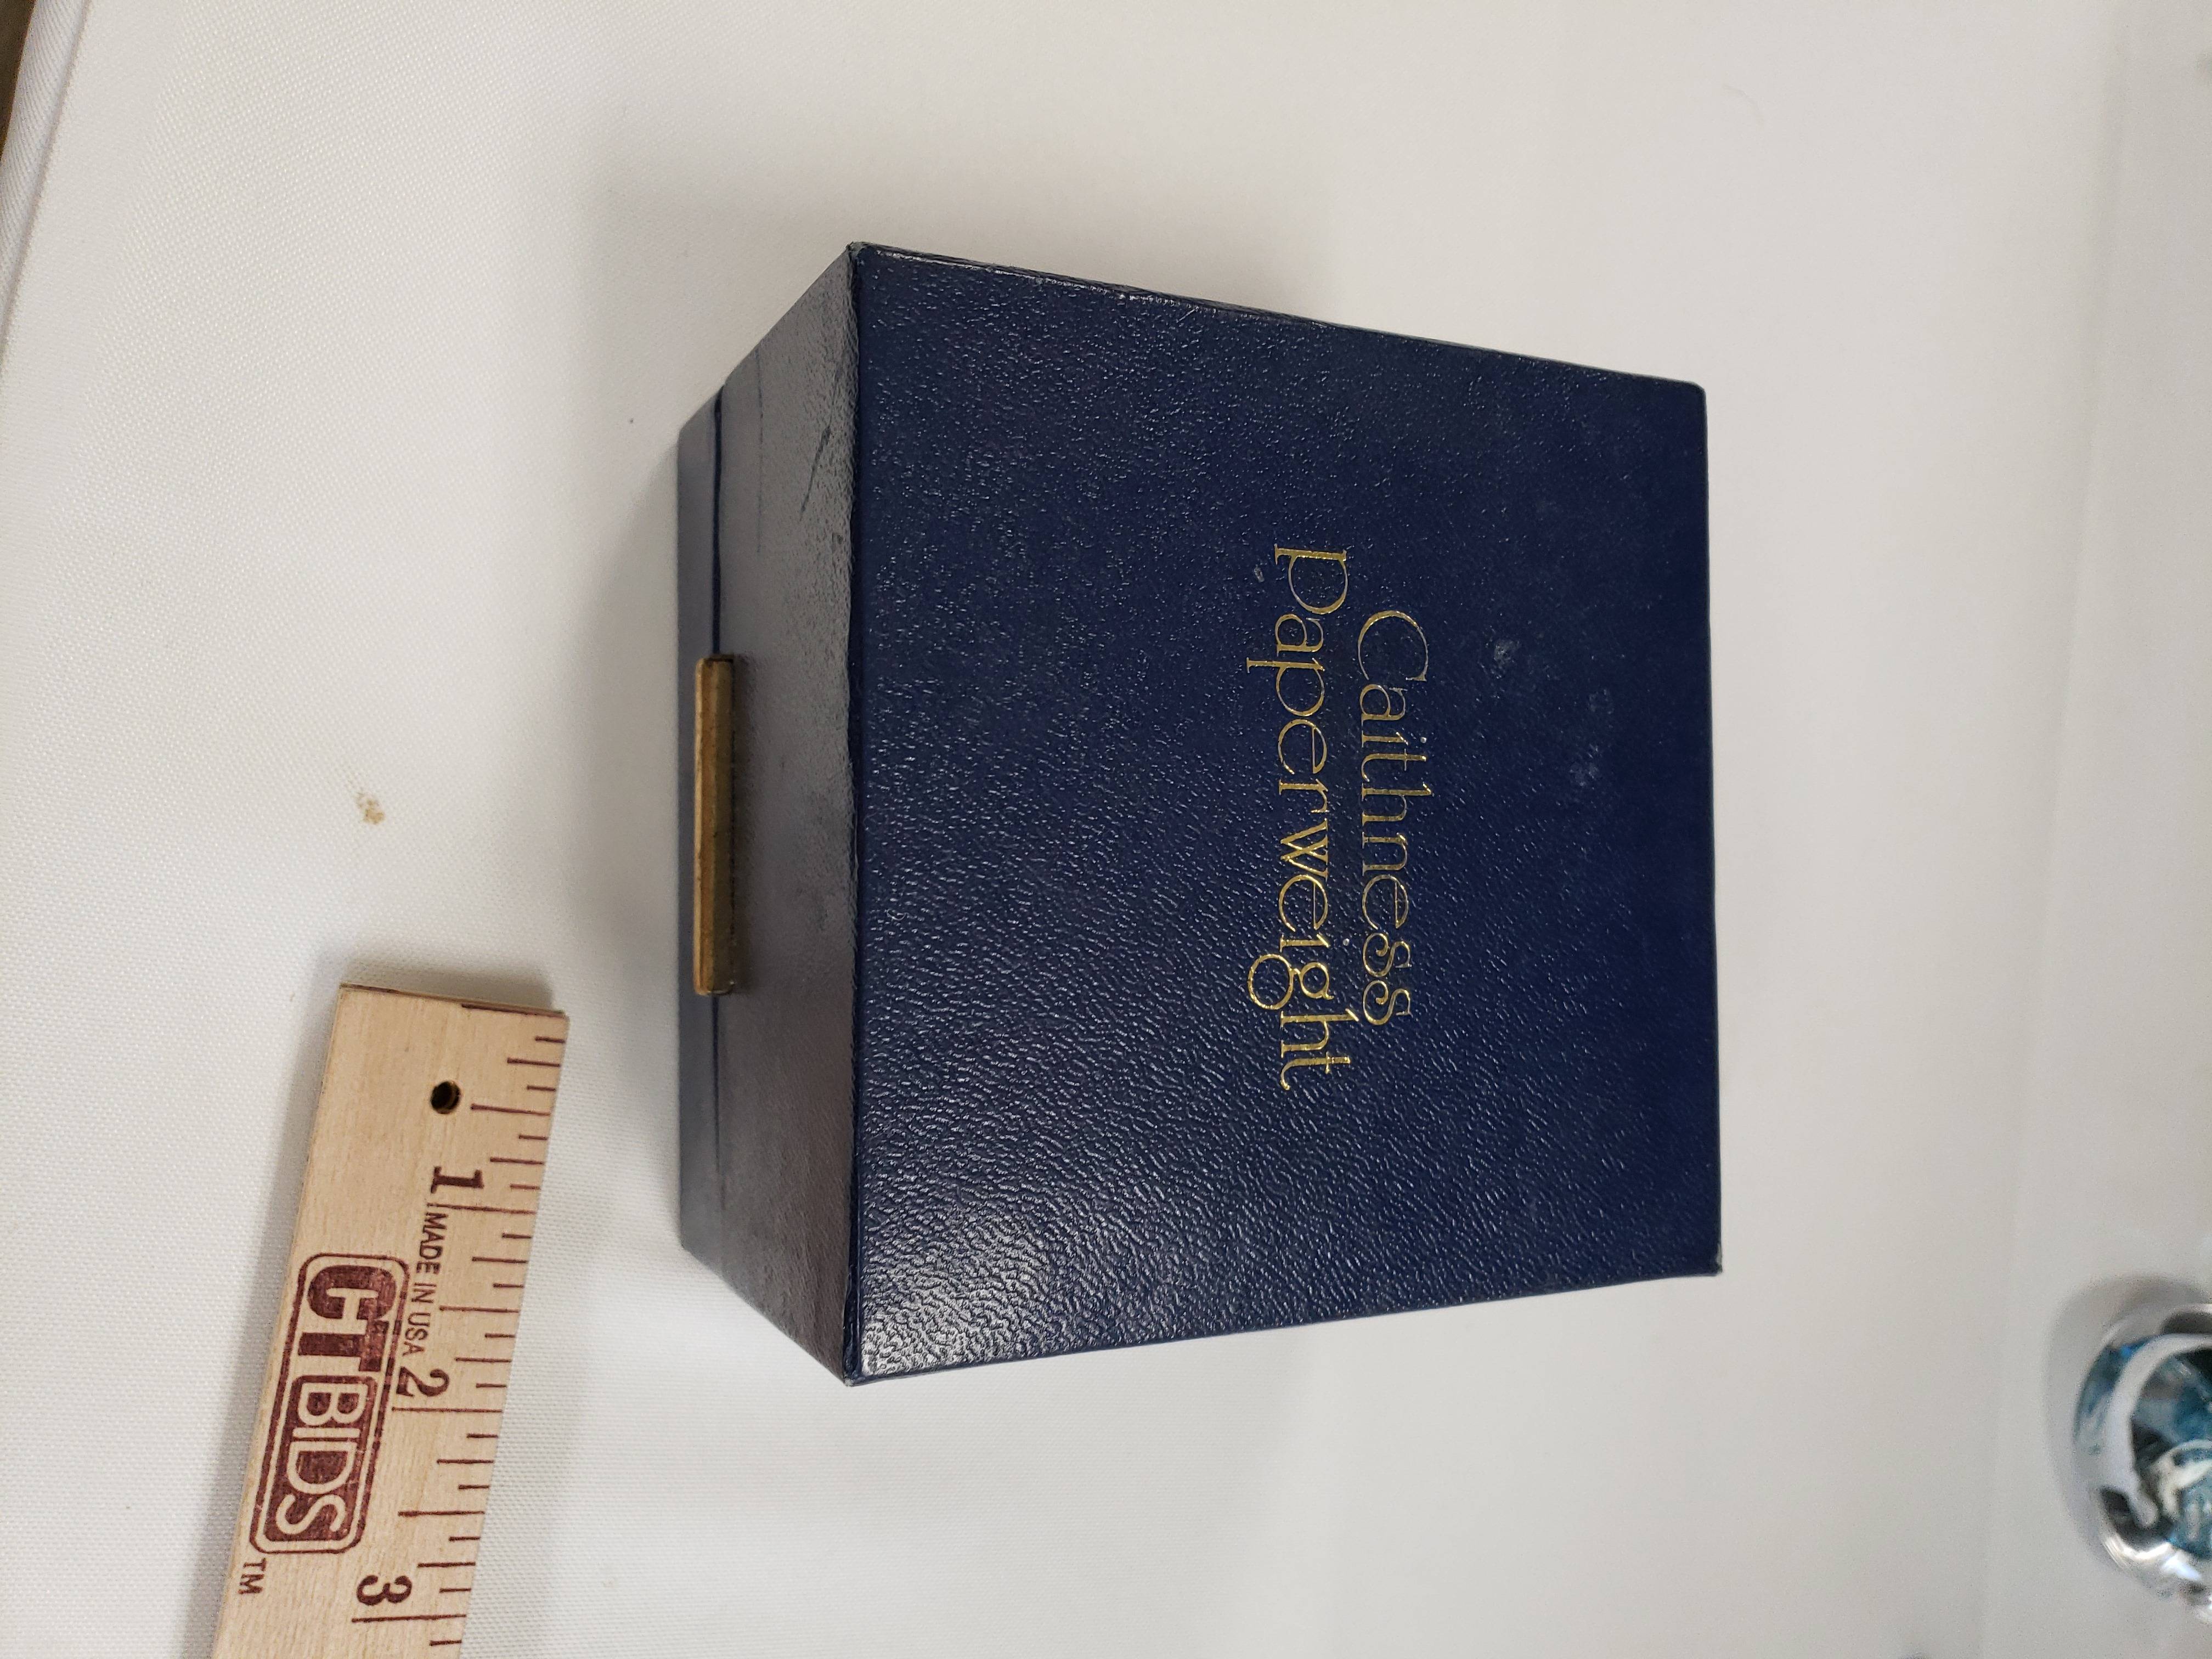 Caithness
Paperweight
1 MADE IN USA 2 3
CTBIDS TM